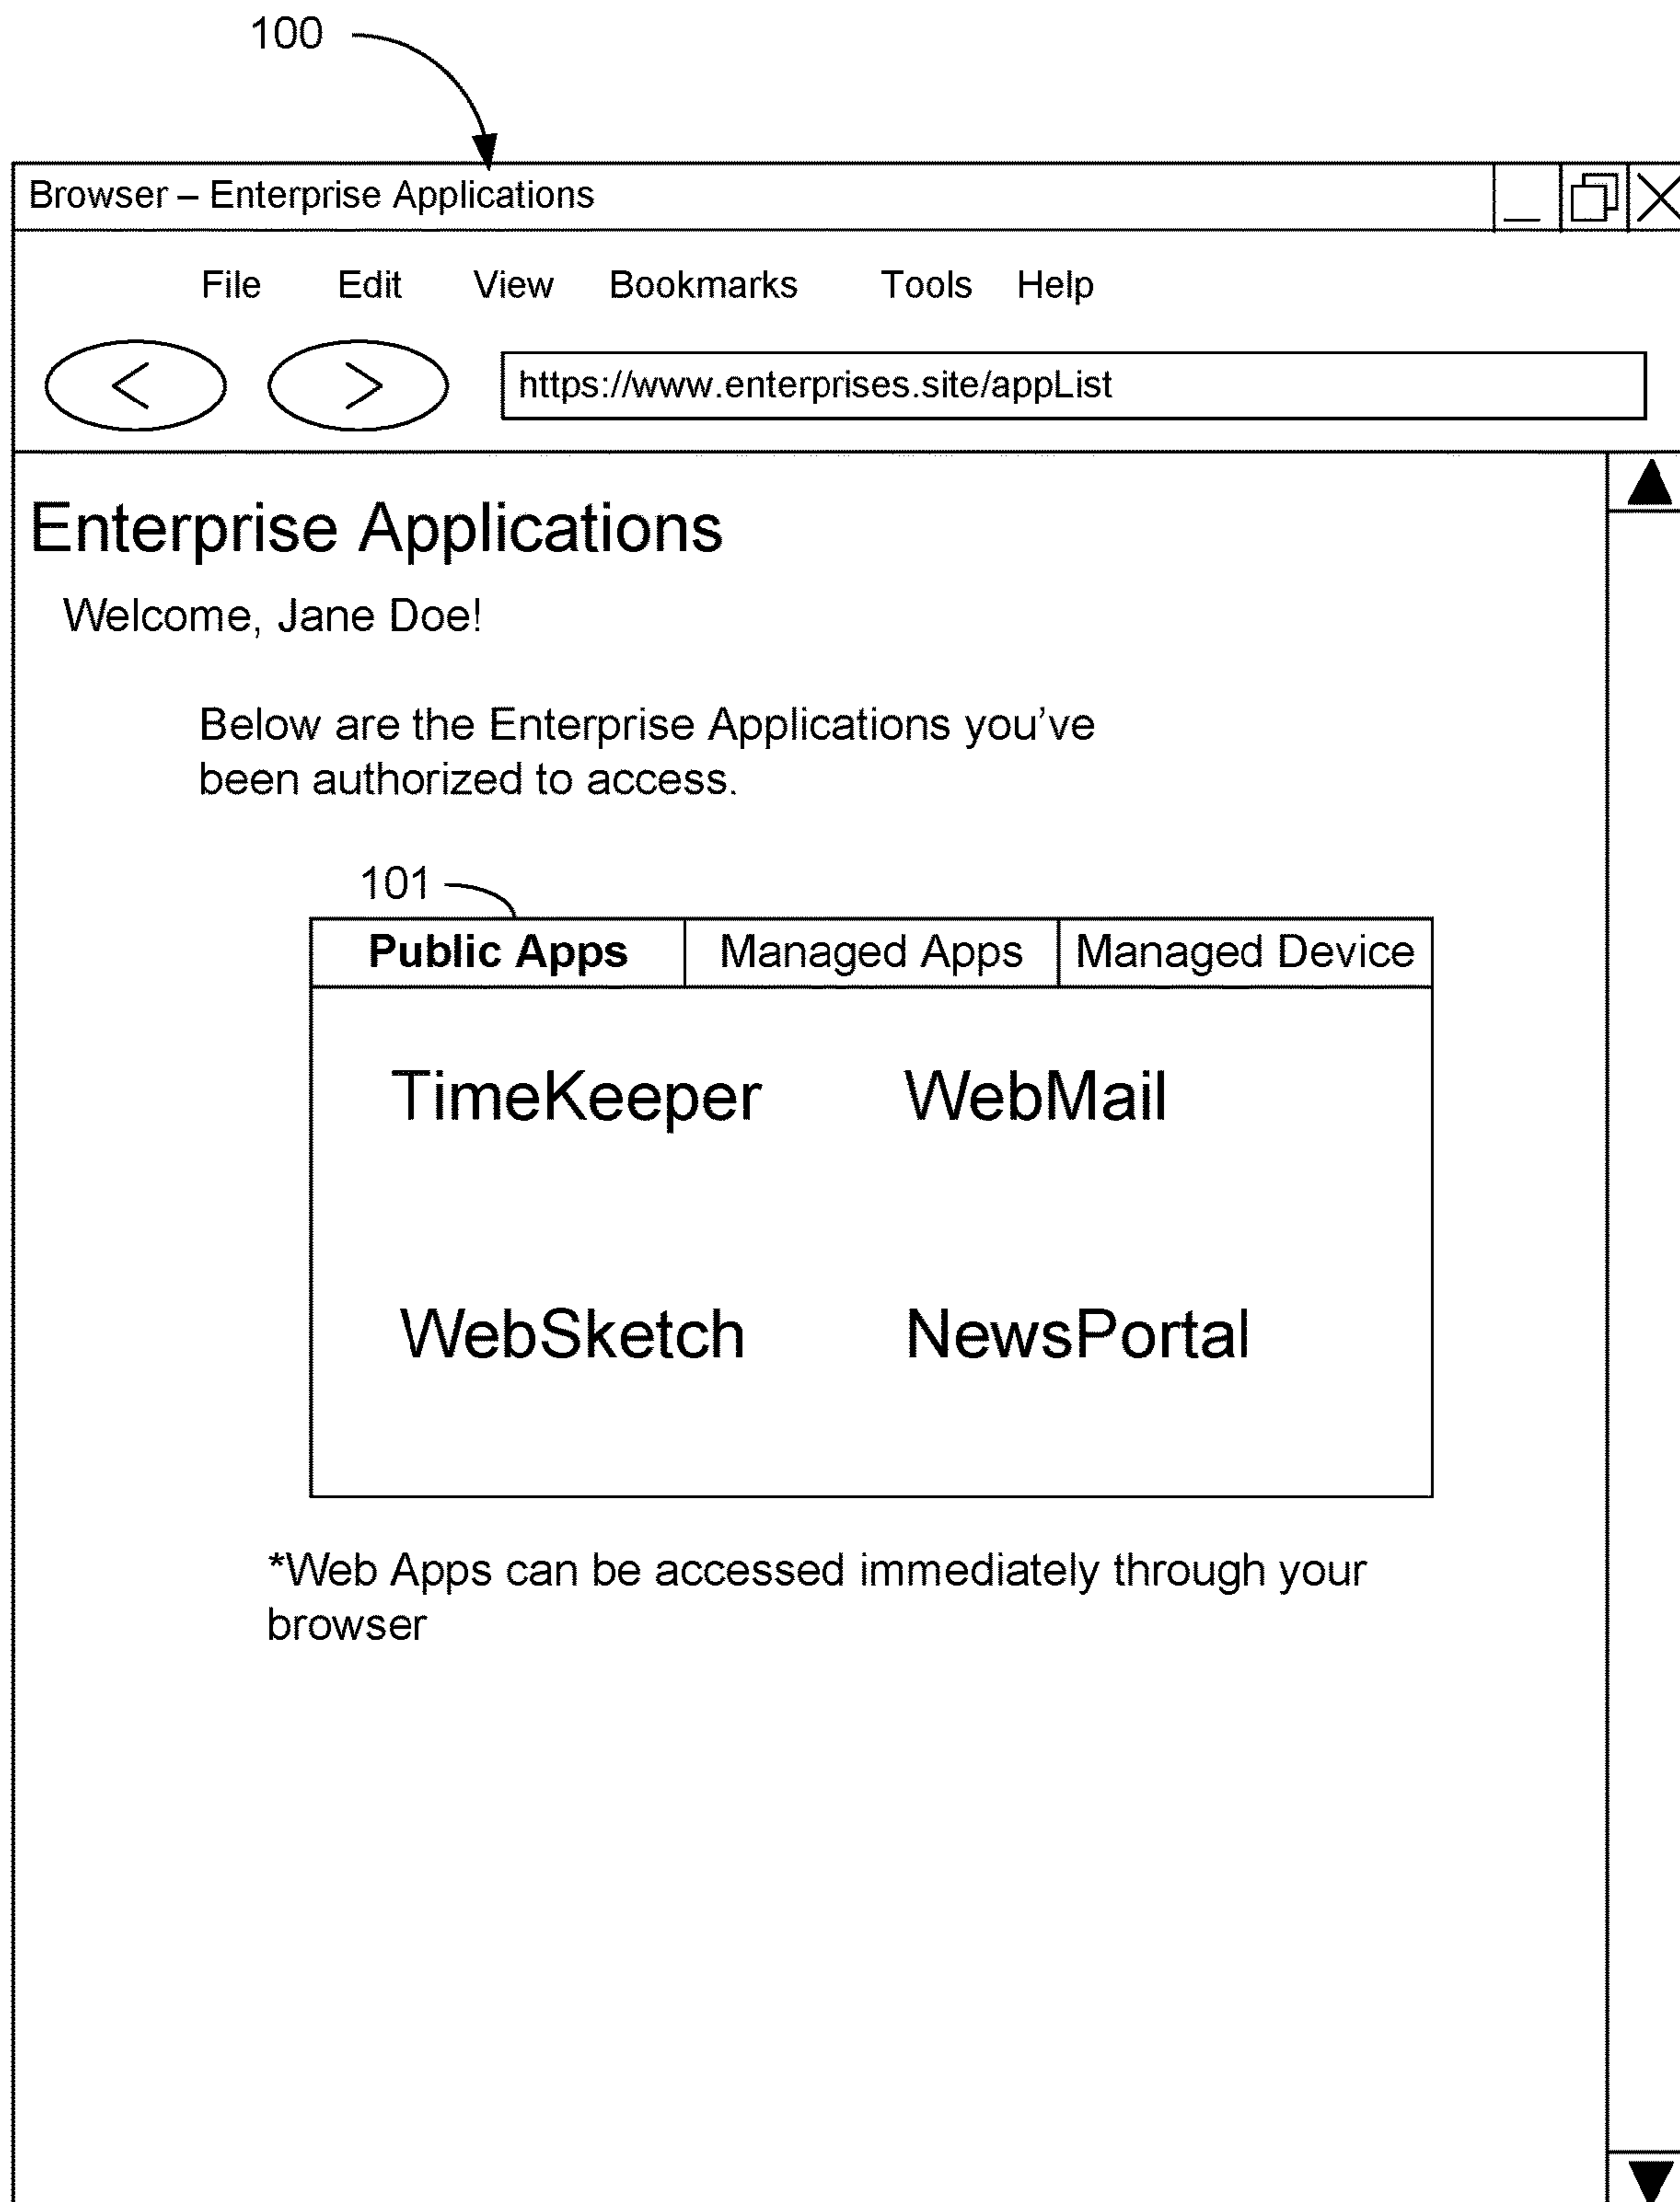 100
Browser – Enterprise Applications
File Edit View Bookmarks Tools Help
< >
https://www.enterprises.site/appList
Enterprise Applications
Welcome, Jane Doe!
Below are the Enterprise Applications you've
been authorized to access.
101
Public Apps Managed Apps Managed Device
TimeKeeper WebMail
WebSketch NewsPortal
*Web Apps can be accessed immediately through your
browser